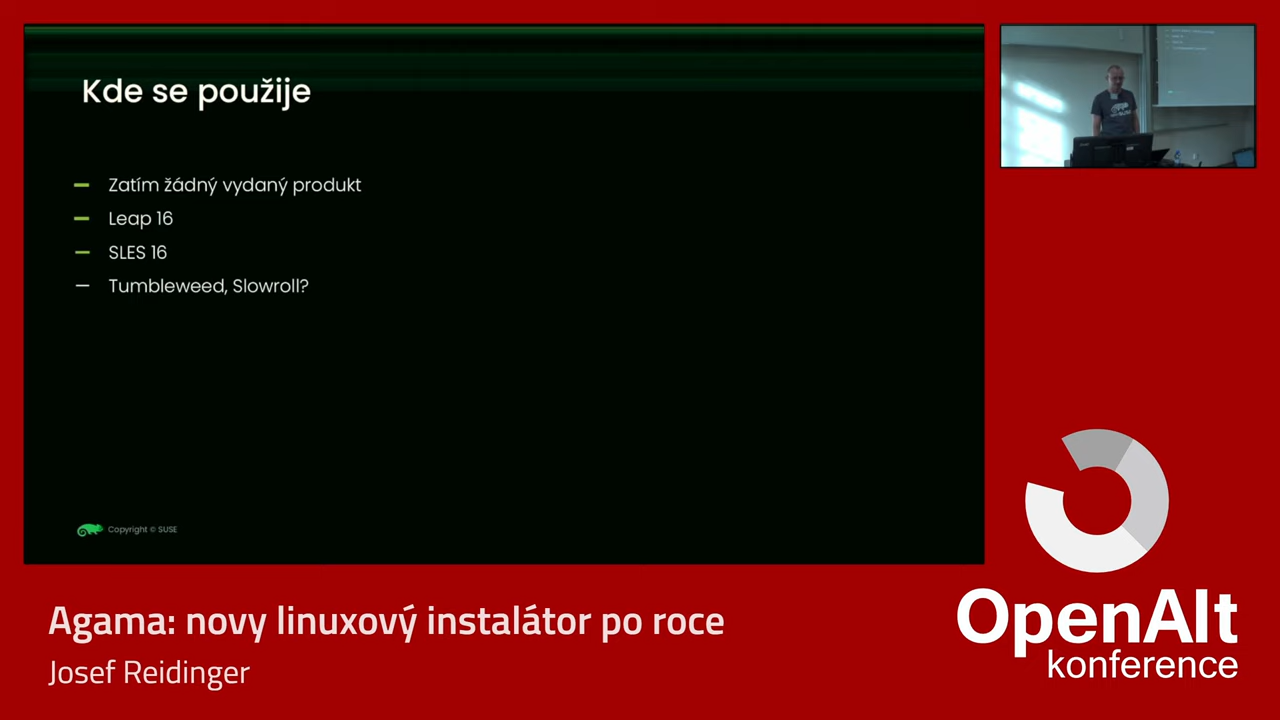 Kde se použije
Zatím žádný vydaný produkt
Leap 16
SLES 16
Tumbleweed, Slowroll?
Copyright © SUSE
Agama: novy linuxový instalátor po roce
Josef Reidinger
OpenAlt
konference